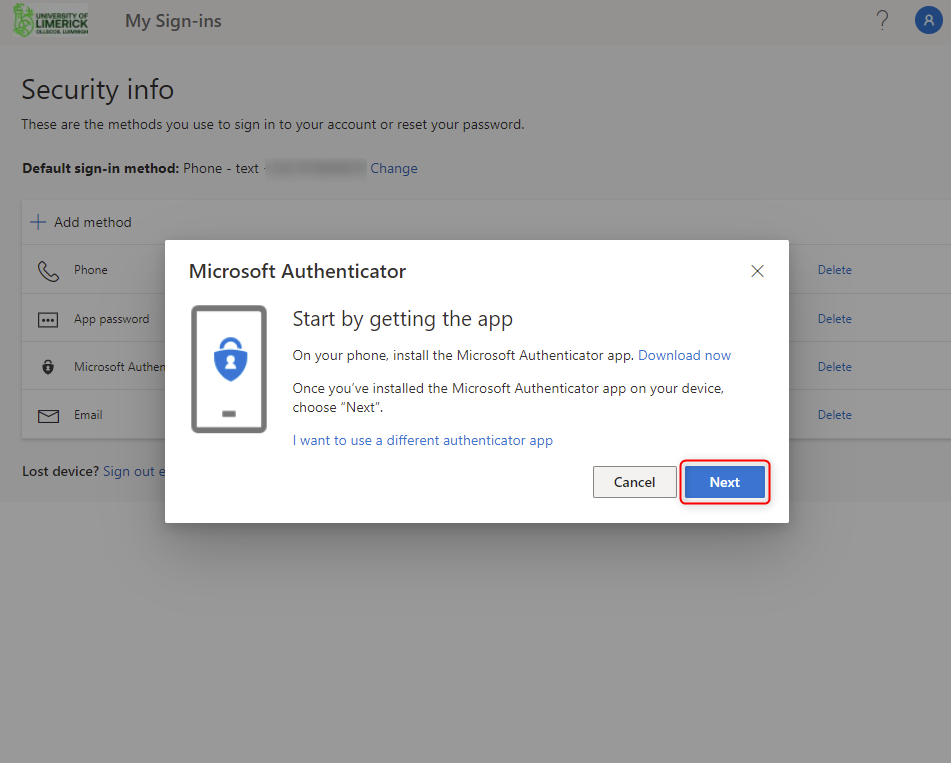 UNIVERSITY OF
LIMERICK
OLLSCOIL LUIMNIGH
My Sign-ins
?
Security info
These are the methods you use to sign in to your account or reset your password.
Default sign-in method: Phone - text - Change
+ Add method
Phone Delete
App password Delete
Microsoft Authen Delete
Email Delete
Lost device? Sign out e
Microsoft Authenticator
Start by getting the app
On your phone, install the Microsoft Authenticator app. Download now
Once you've installed the Microsoft Authenticator app on your device,
choose “Next”.
I want to use a different authenticator app
Cancel Next